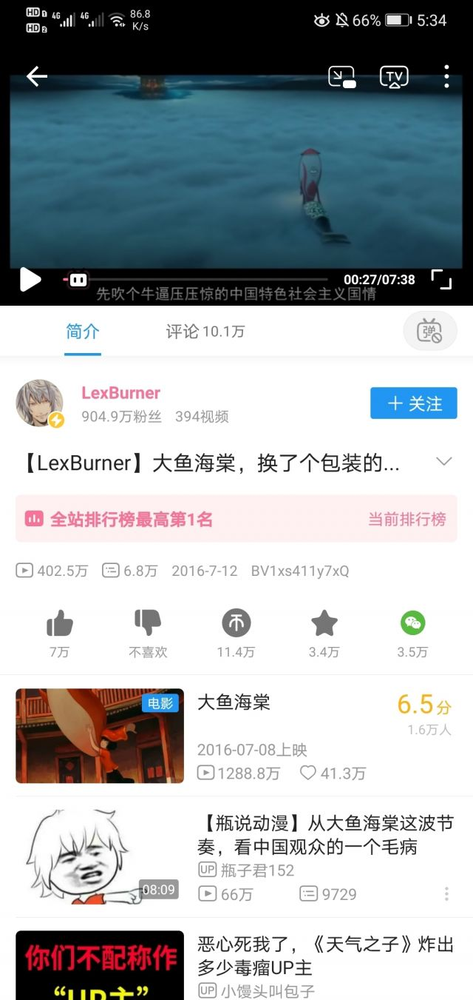 HD 1 4G 4G 86.8 K/s 66% 5:34
HD 2
TV
00:27/07:38
先吹个牛逼压压惊的中国特色社会主义国情
简介 评论 10.1万 弹
LexBurner
904.9万粉丝 394视频
+ 关注
【LexBurner】大鱼海棠，换了个包装的...
全站排行榜最高第1名 当前排行榜
402.5万 6.8万 2016-7-12 BV1xs411y7xQ
7万 不喜欢 11.4万 3.4万 3.5万
电影
大鱼海棠 6.5分
1.6万人
2016-07-08上映
1288.8万 41.3万
08:09
【瓶说动漫】从大鱼海棠这波节
奏，看中国观众的一个毛病
UP 瓶子君152
66万 9729
你们不配称作
“UP主”
恶心死我了，《天气之子》炸出
多少毒瘤UP主
UP 小馒头叫包子